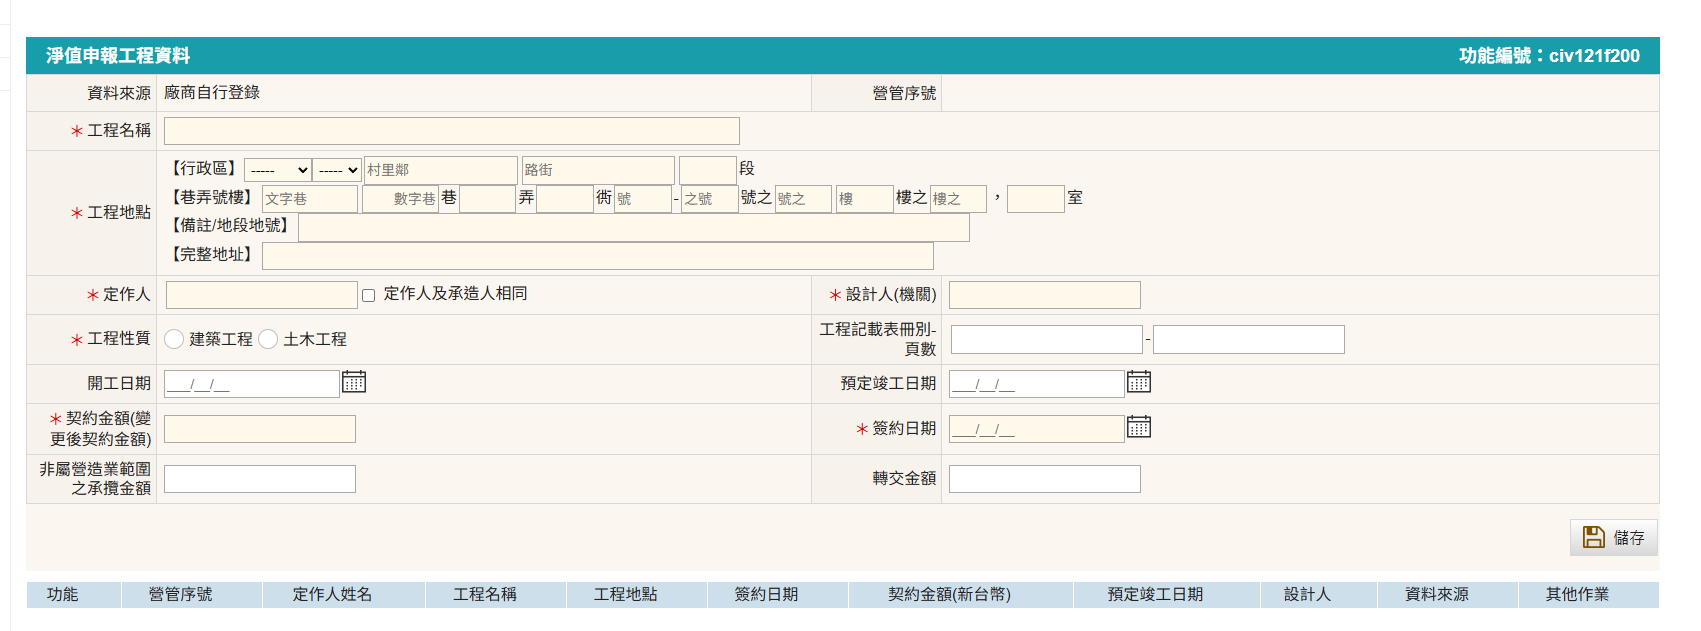 淨值申報工程資料 功能編號：civ121f200
資料來源 廠商自行登錄 營管序號
＊工程名稱
＊工程地點
【行政區】 ----- ----- 村里鄰 路街 段
【巷弄號樓】 文字巷 數字巷 巷 弄 衖 號 - 之號 號之 號之 樓 樓之 樓之 ， 室
【備註/地段地號】
【完整地址】
＊定作人 定作人及承造人相同 ＊設計人(機關)
＊工程性質 建築工程 土木工程 工程記載表冊別-
頁數 -
開工日期 ___/__/__ 預定竣工日期 ___/__/__
＊契約金額(變
更後契約金額) ＊簽約日期 ___/__/__
非屬營造業範圍
之承攬金額 轉交金額
儲存
功能 營管序號 定作人姓名 工程名稱 工程地點 簽約日期 契約金額(新台幣) 預定竣工日期 設計人 資料來源 其他作業